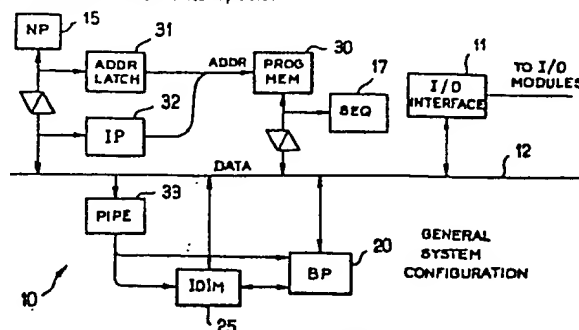 NP
15
31
ADDR
LATCH
ADDR
30
PROG
MEM
17
SEQ
11
I/O
INTERFACE
TO I/O
MODULES
32
IP
DATA
12
33
PIPE
20
BP
GENERAL
SYSTEM
CONFIGURATION
10
IDIM
25